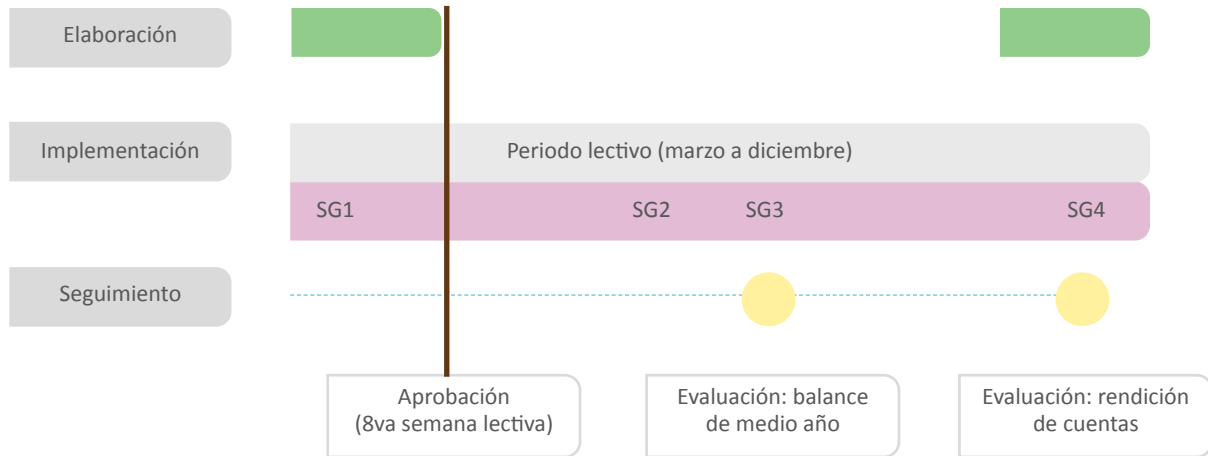 Elaboración
Implementación
Periodo lectivo (marzo a diciembre)
SG1
SG2
SG3
SG4
Seguimiento
Aprobación
(8va semana lectiva)
Evaluación: balance
de medio año
Evaluación: rendición
de cuentas